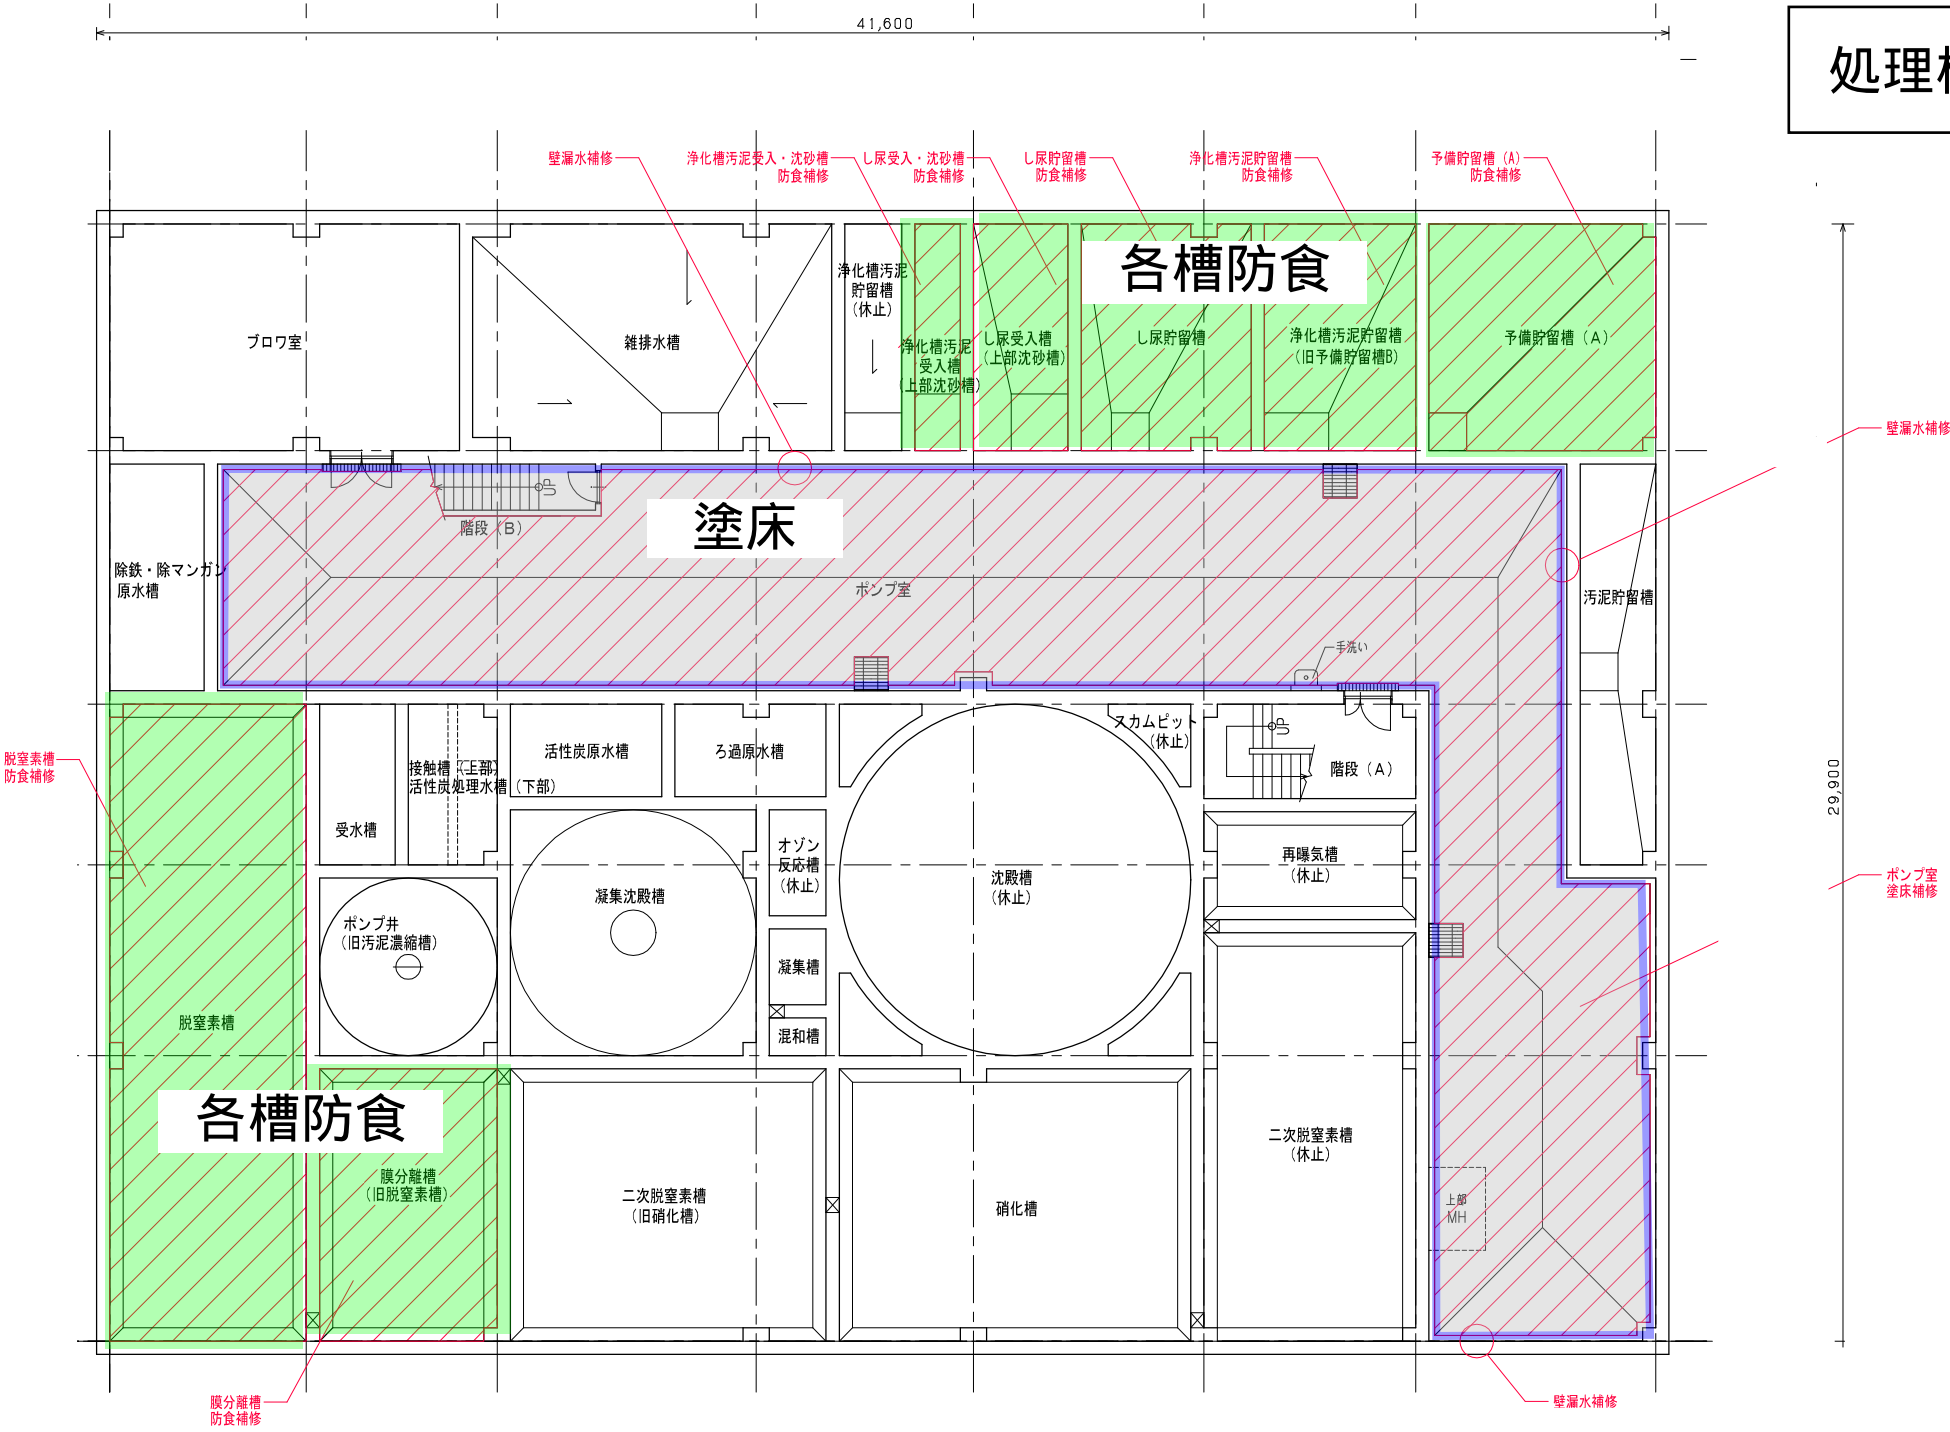 41,600
処理
壁漏水補修
浄化槽汚泥受入・沈砂槽
防食補修
し尿受入・沈砂槽
防食補修
し尿貯留槽
防食補修
浄化槽汚泥貯留槽
防食補修
予備貯留槽（A）
防食補修
各槽防食
ブロワ室
雑排水槽
浄化槽汚泥
貯留槽
（休止）
浄化槽汚泥
受入槽
（上部沈砂槽）
し尿受入槽
（上部沈砂槽）
し尿貯留槽
浄化槽汚泥貯留槽
（旧予備貯留槽B）
予備貯留槽（A）
壁漏水補修
UP
階段（B）
塗床
ポンプ室
除鉄・除マンガン
原水槽
汚泥貯留槽
手洗い
脱窒素槽
防食補修
受水槽
接触槽（上部）
活性炭処理水槽（下部）
活性炭原水槽
ろ過原水槽
スカムピット
（休止）
UP
階段（A）
29,900
オゾン
反応槽
（休止）
再曝気槽
（休止）
ポンプ室
塗床補修
凝集沈殿槽
沈殿槽
（休止）
ポンプ井
（旧汚泥濃縮槽）
凝集槽
混和槽
脱窒素槽
各槽防食
膜分離槽
（旧脱窒素槽）
二次脱窒素槽
（旧硝化槽）
硝化槽
二次脱窒素槽
（休止）
上部
MH
膜分離槽
防食補修
壁漏水補修